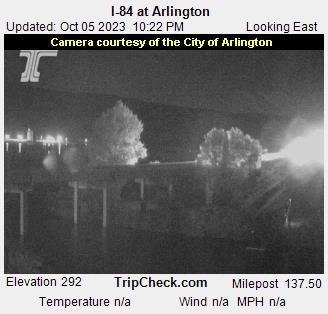 I-84 at Arlington
Updated: Oct 05 2023 10:22 PM Looking East
Camera courtesy of the City of Arlington
Elevation 292 TripCheck.com Milepost 137.50
Temperature n/a Wind n/a MPH n/a